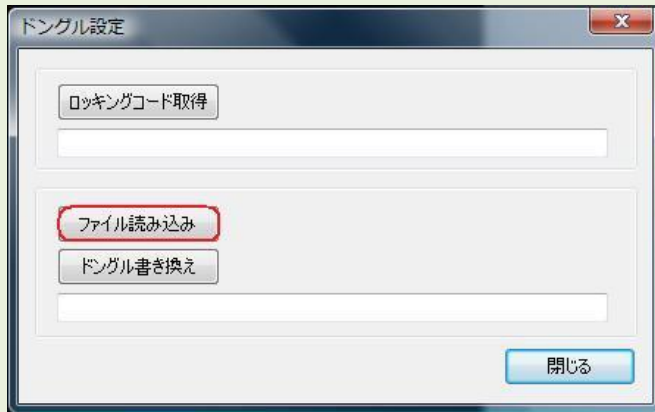 ドングル設定
ロッキングコード取得
ファイル読み込み
ドングル書き換え
閉じる